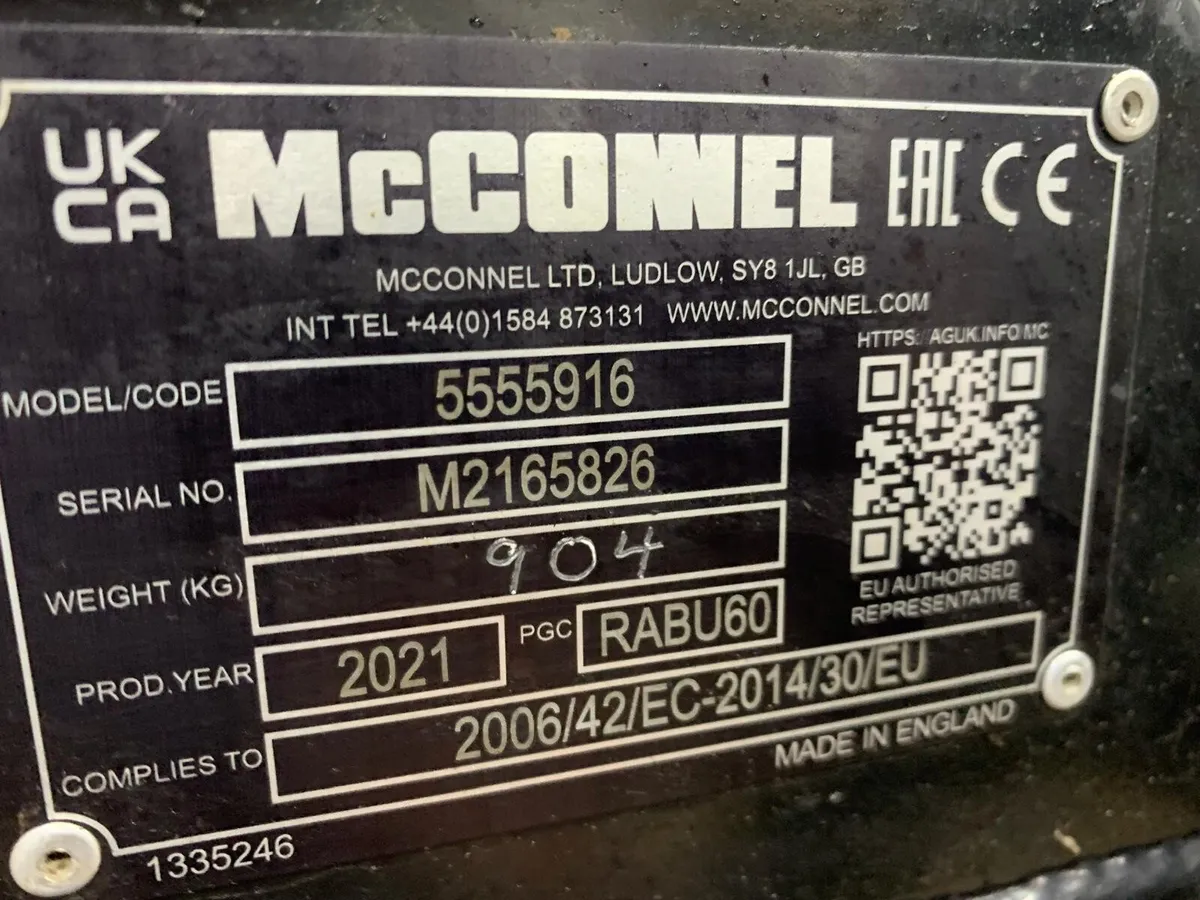 UK CA McCONNEL EAC CE
MCCONNEL LTD, LUDLOW, SY8 1JL, GB
INT TEL +44(0)1584 873131 WWW.MCCONNEL.COM
HTTPS://AGUK.INFO/MC
MODEL/CODE 5555916
SERIAL NO. M2165826
WEIGHT (KG) 904
EU AUTHORISED
REPRESENTATIVE
PROD.YEAR 2021 PGC RABU60
COMPLIES TO 2006/42/EC-2014/30/EU
MADE IN ENGLAND
1335246